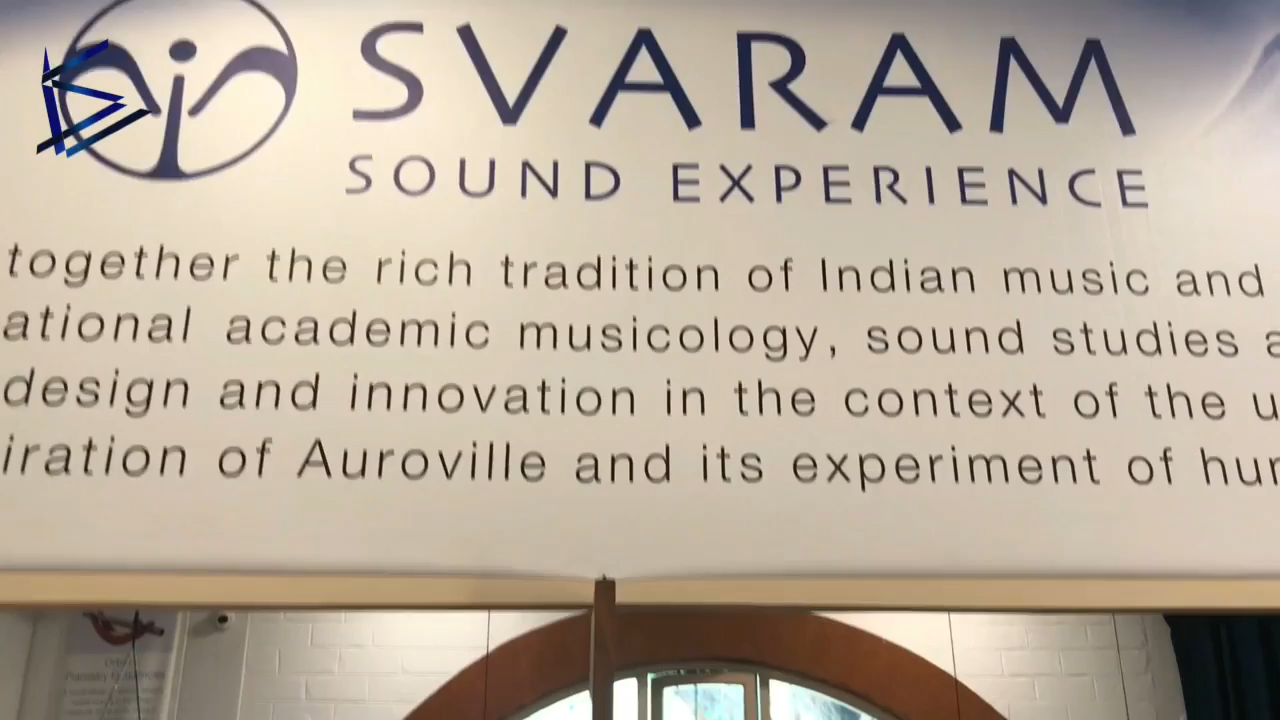 SVARAM
SOUND EXPERIENCE
together the rich tradition of Indian music and
ational academic musicology, sound studies a
design and innovation in the context of the u
iration of Auroville and its experiment of hur